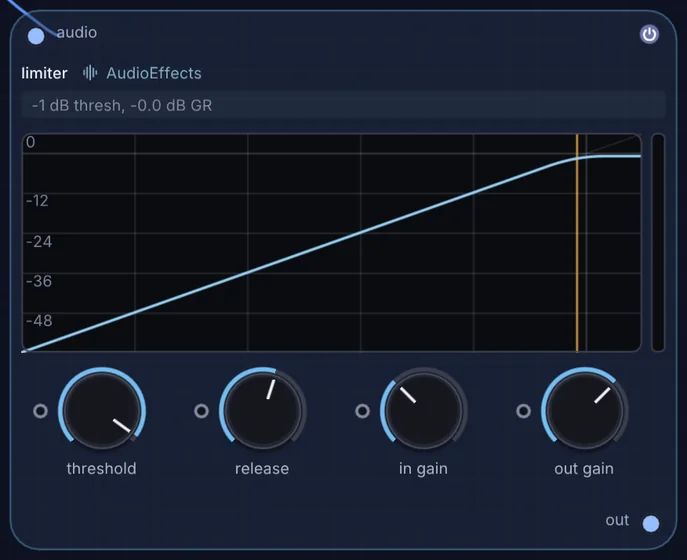 audio
limiter AudioEffects
-1 dB thresh, -0.0 dB GR
0
-12
-24
-36
-48
threshold release in gain out gain
out